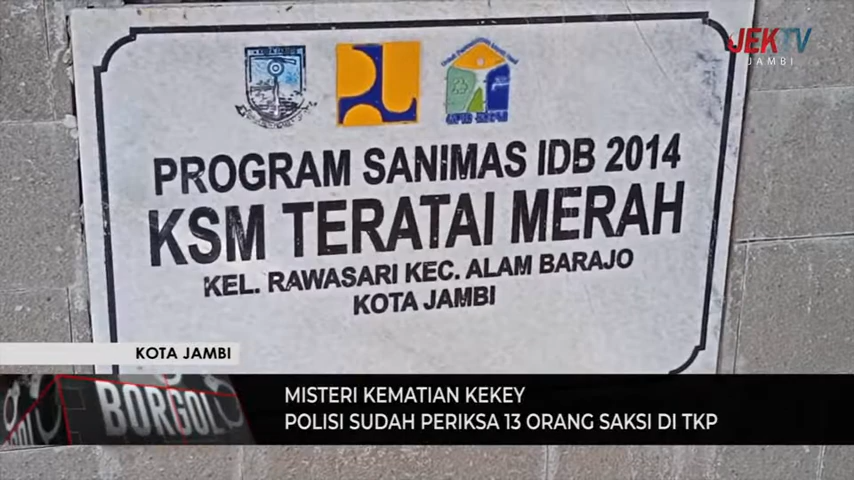 JEKTV
JAMBI
PROGRAM SANIMAS IDB 2014
KSM TERATAI MERAH
KEL. RAWASARI KEC. ALAM BARAJO
KOTA JAMBI
KOTA JAMBI
BORGOL
MISTERI KEMATIAN KEKEY
POLISI SUDAH PERIKSA 13 ORANG SAKSI DI TKP